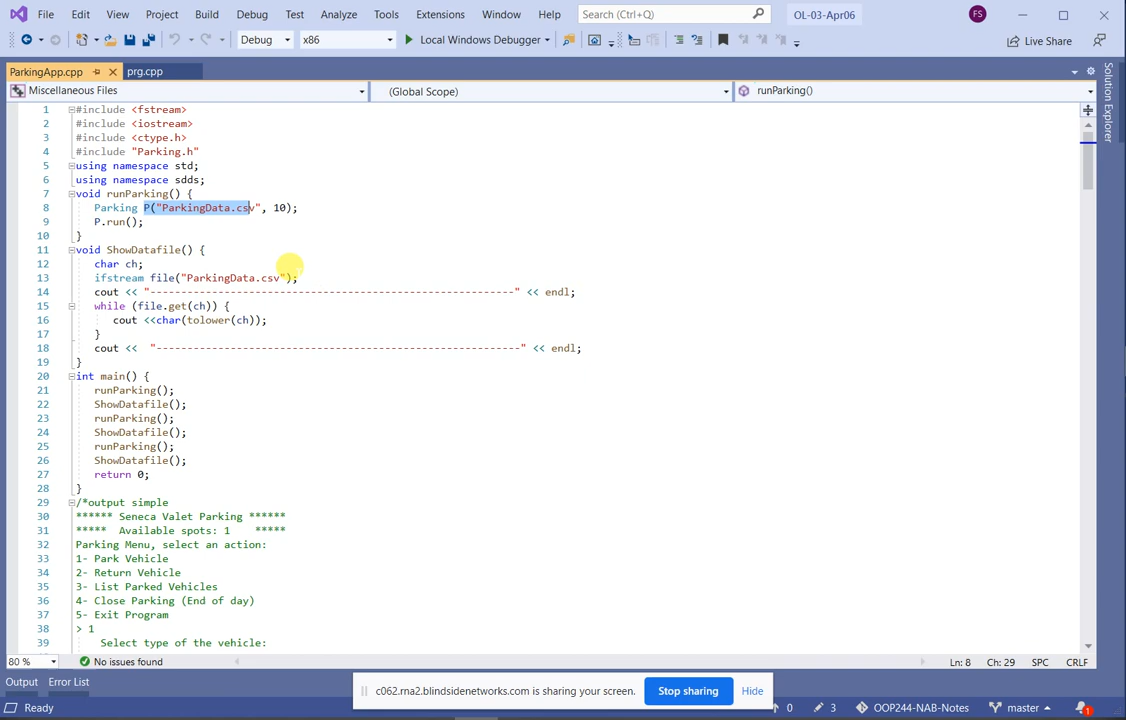 File Edit View Project Build Debug Test Analyze Tools Extensions Window Help Search (Ctrl+Q) OL-03-Apr06 FS
Debug x86 Local Windows Debugger Live Share
ParkingApp.cpp prg.cpp
Miscellaneous Files (Global Scope) runParking()
Solution Explorer
1 #include <fstream>
2 #include <iostream>
3 #include <ctype.h>
4 #include "Parking.h"
5 using namespace std;
6 using namespace sdds;
7 void runParking() {
8 Parking P("ParkingData.csv", 10);
9 P.run();
10 }
11 void ShowDatafile() {
12 char ch;
13 ifstream file("ParkingData.csv");
14 cout << "----------------------------------------------------------" << endl;
15 while (file.get(ch)) {
16 cout <<char(tolower(ch));
17 }
18 cout << "----------------------------------------------------------" << endl;
19 }
20 int main() {
21 runParking();
22 ShowDatafile();
23 runParking();
24 ShowDatafile();
25 runParking();
26 ShowDatafile();
27 return 0;
28 }
29 /*output simple
30 ****** Seneca Valet Parking ******
31 ***** Available spots: 1 *****
32 Parking Menu, select an action:
33 1- Park Vehicle
34 2- Return Vehicle
35 3- List Parked Vehicles
36 4- Close Parking (End of day)
37 5- Exit Program
38 > 1
39 Select type of the vehicle:
80 % No issues found Ln: 8 Ch: 29 SPC CRLF
Output Error List
c062.rna2.blindsidenetworks.com is sharing your screen. Stop sharing Hide
Ready 0 3 OOP244-NAB-Notes master 1